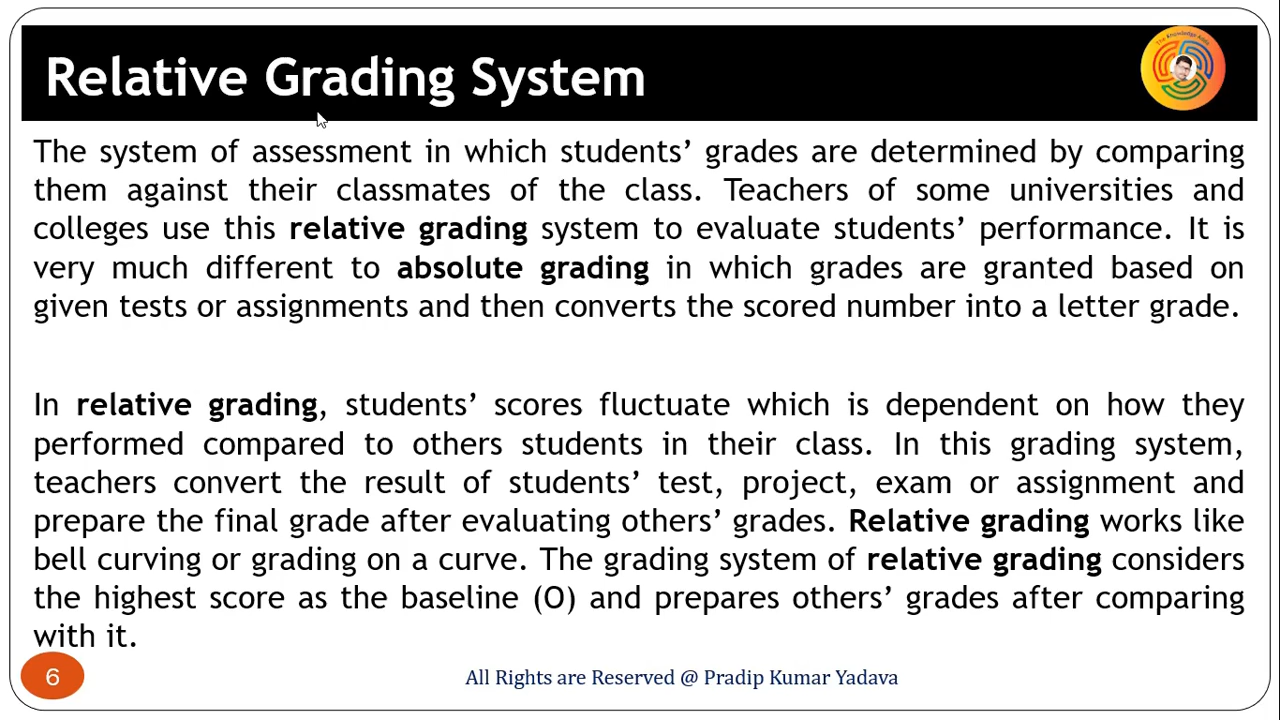 Relative Grading System
The Knowledge Aids
The system of assessment in which students’ grades are determined by comparing
them against their classmates of the class. Teachers of some universities and
colleges use this relative grading system to evaluate students’ performance. It is
very much different to absolute grading in which grades are granted based on
given tests or assignments and then converts the scored number into a letter grade.
In relative grading, students’ scores fluctuate which is dependent on how they
performed compared to others students in their class. In this grading system,
teachers convert the result of students’ test, project, exam or assignment and
prepare the final grade after evaluating others’ grades. Relative grading works like
bell curving or grading on a curve. The grading system of relative grading considers
the highest score as the baseline (O) and prepares others’ grades after comparing
with it.
6
All Rights are Reserved @ Pradip Kumar Yadava